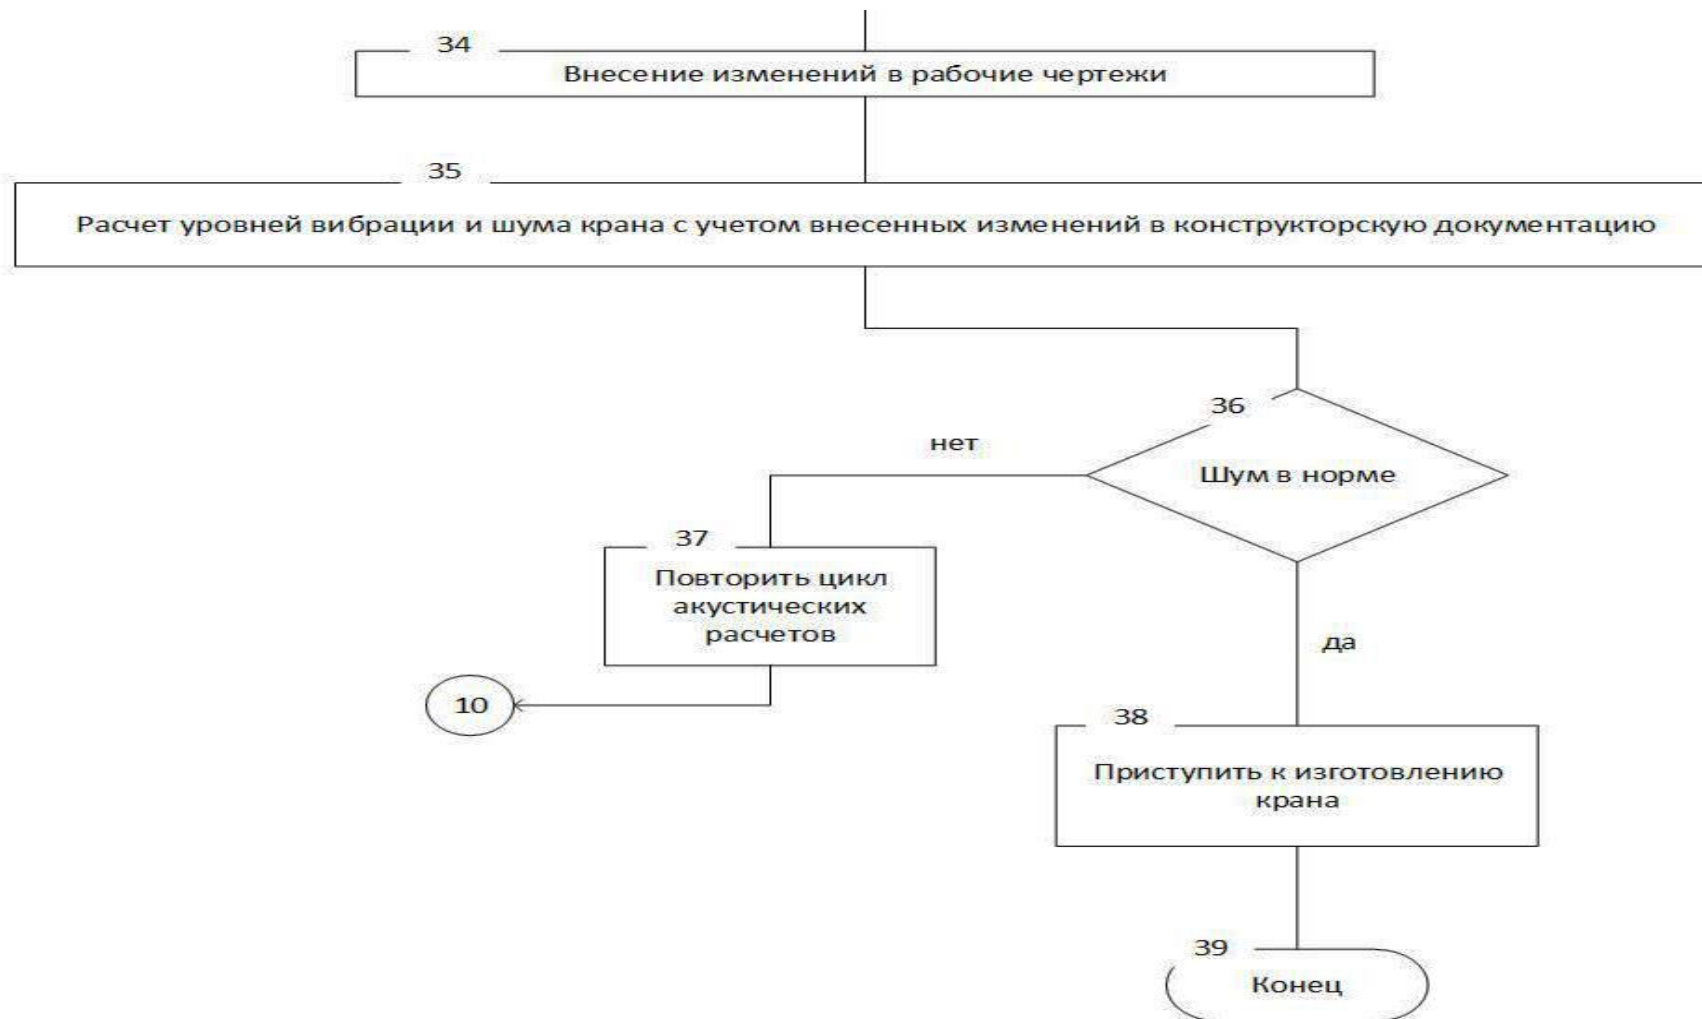 34
Внесение изменений в рабочие чертежи
35
Расчет уровней вибрации и шума крана с учетом внесенных изменений в конструкторскую документацию
36
нет
Шум в норме
37
Повторить цикл
акустических
расчетов
да
10
38
Приступить к изготовлению
крана
39
Конец